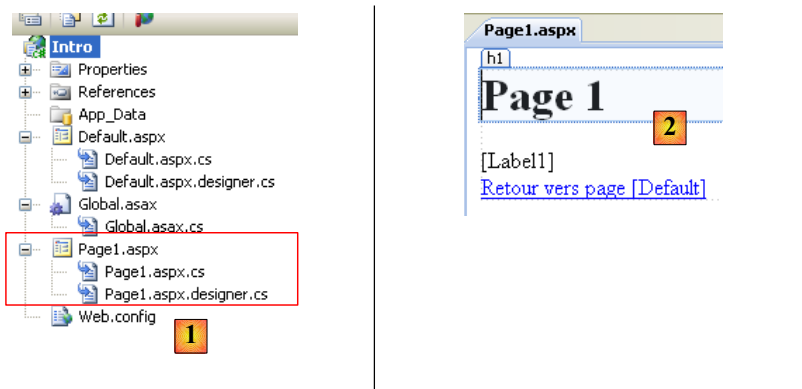 Intro
Properties
References
App_Data
Default.aspx
Default.aspx.cs
Default.aspx.designer.cs
Global.asax
Global.asax.cs
Page1.aspx
Page1.aspx.cs
Page1.aspx.designer.cs
Web.config
1
Page1.aspx
h1
Page 1
2
[Label1]
Retour vers page [Default]